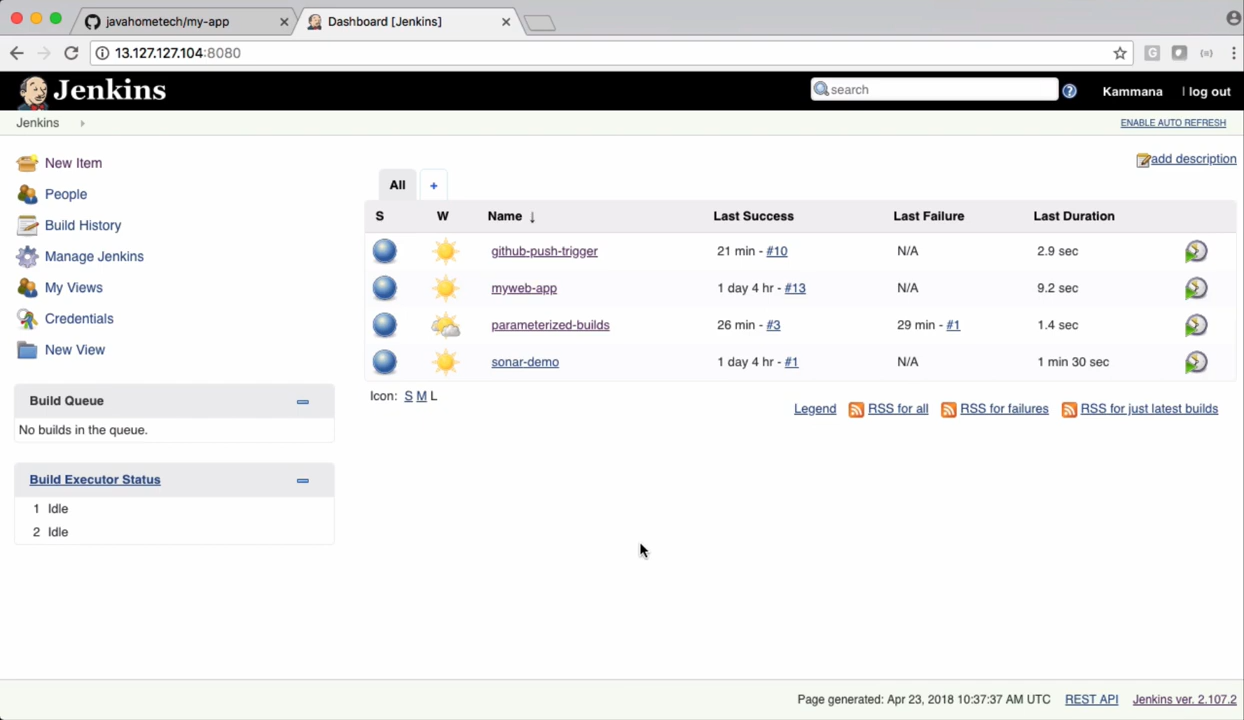 javahometech/my-app
Dashboard [Jenkins]
13.127.127.104:8080
Jenkins
search
Kammana
| log out
Jenkins
ENABLE AUTO REFRESH
New Item
People
Build History
Manage Jenkins
My Views
Credentials
New View
Build Queue
No builds in the queue.
Build Executor Status
1 Idle
2 Idle
add description
All +
S W Name ↓ Last Success Last Failure Last Duration
github-push-trigger 21 min - #10 N/A 2.9 sec
myweb-app 1 day 4 hr - #13 N/A 9.2 sec
parameterized-builds 26 min - #3 29 min - #1 1.4 sec
sonar-demo 1 day 4 hr - #1 N/A 1 min 30 sec
Icon: S M L
Legend RSS for all RSS for failures RSS for just latest builds
Page generated: Apr 23, 2018 10:37:37 AM UTC REST API Jenkins ver. 2.107.2